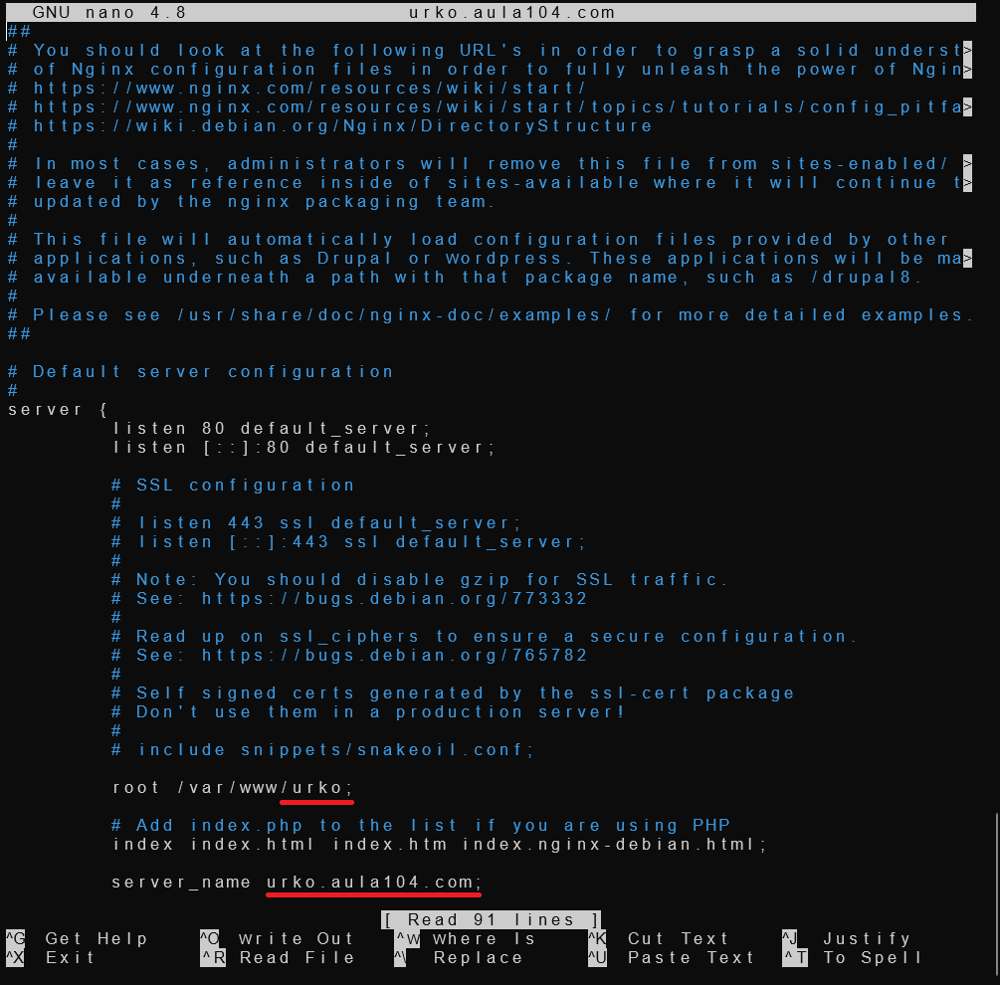 GNU nano 4.8 urko.aula104.com
##
# You should look at the following URL's in order to grasp a solid underst>
# of Nginx configuration files in order to fully unleash the power of Ngin>
# https://www.nginx.com/resources/wiki/start/
# https://www.nginx.com/resources/wiki/start/topics/tutorials/config_pitfa>
# https://wiki.debian.org/Nginx/DirectoryStructure
#
# In most cases, administrators will remove this file from sites-enabled/ >
# leave it as reference inside of sites-available where it will continue t>
# updated by the nginx packaging team.
#
# This file will automatically load configuration files provided by other
# applications, such as Drupal or Wordpress. These applications will be ma>
# available underneath a path with that package name, such as /drupal8.
#
# Please see /usr/share/doc/nginx-doc/examples/ for more detailed examples.
##
# Default server configuration
#
server {
listen 80 default_server;
listen [::]:80 default_server;
# SSL configuration
#
# listen 443 ssl default_server;
# listen [::]:443 ssl default_server;
#
# Note: You should disable gzip for SSL traffic.
# See: https://bugs.debian.org/773332
#
# Read up on ssl_ciphers to ensure a secure configuration.
# See: https://bugs.debian.org/765782
#
# Self signed certs generated by the ssl-cert package
# Don't use them in a production server!
#
# include snippets/snakeoil.conf;
root /var/www/urko;
# Add index.php to the list if you are using PHP
index index.html index.htm index.nginx-debian.html;
server_name urko.aula104.com;
[ Read 91 lines ]
^G Get Help ^O Write Out ^W Where Is ^K Cut Text ^J Justify
^X Exit ^R Read File ^\ Replace ^U Paste Text ^T To Spell